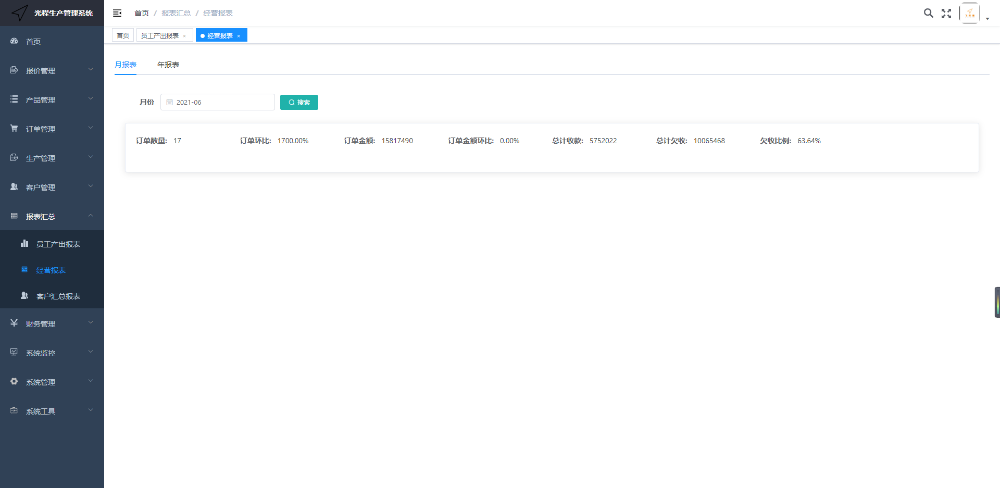 光程生产管理系统
首页 / 报表汇总 / 经营报表
首页 员工产出报表 × 经营报表 ×
首页
报价管理
产品管理
订单管理
生产管理
客户管理
报表汇总
员工产出报表
经营报表
客户汇总报表
财务管理
系统监控
系统管理
系统工具
月报表 年报表
月份 2021-06 搜索
订单数量: 17 订单环比: 1700.00% 订单金额: 15817490 订单金额环比: 0.00% 总计收款: 5752022 总计欠收: 10065468 欠收比例: 63.64%